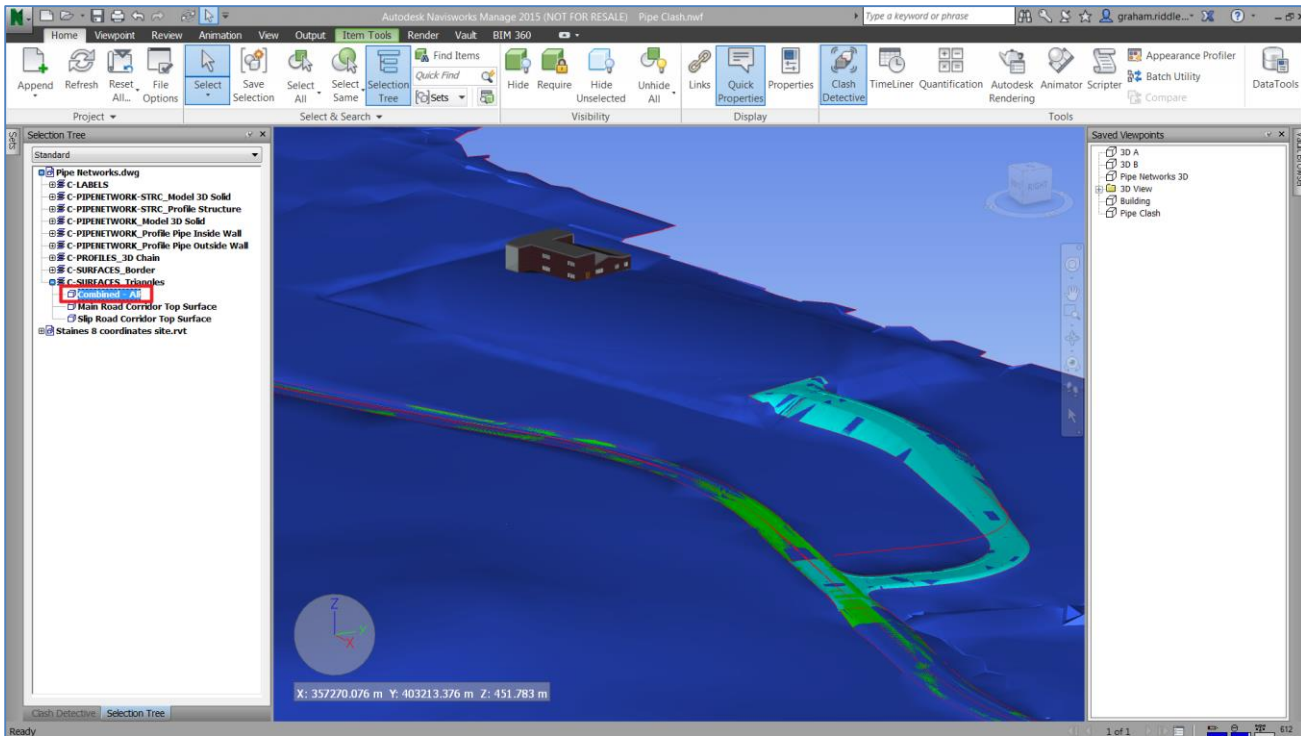 Autodesk Navisworks Manage 2015 (NOT FOR RESALE) Pipe Clash.nwf
Type a keyword or phrase
graham.riddle...
Home Viewpoint Review Animation View Output Item Tools Render Vault BIM 360
Append
Refresh
Reset All...
File Options
Project
Select
Save Selection
Select All
Select Same
Selection Tree
Find Items
Quick Find
Sets
Select & Search
Hide
Require
Hide Unselected
Unhide All
Visibility
Links
Quick Properties
Properties
Display
Clash Detective
TimeLiner
Quantification
Autodesk Rendering
Animator
Scripter
Appearance Profiler
Batch Utility
Compare
Tools
DataTools
Sets
Selection Tree
Standard
Pipe Networks.dwg
C-LABELS
C-PIPENETWORK-STRC_Model 3D Solid
C-PIPENETWORK-STRC_Profile Structure
C-PIPENETWORK_Model 3D Solid
C-PIPENETWORK_Profile Pipe Inside Wall
C-PIPENETWORK_Profile Pipe Outside Wall
C-PROFILES_3D Chain
C-SURFACES_Border
C-SURFACES_Triangles
Combined - All
Main Road Corridor Top Surface
Slip Road Corridor Top Surface
Staines 8 coordinates site.rvt
RIGHT
Z
Y
X
X: 357270.076 m Y: 403213.376 m Z: 451.783 m
Saved Viewpoints
3D A
3D B
Pipe Networks 3D
3D View
Building
Pipe Clash
Clash Detective
Selection Tree
Ready
1 of 1
612